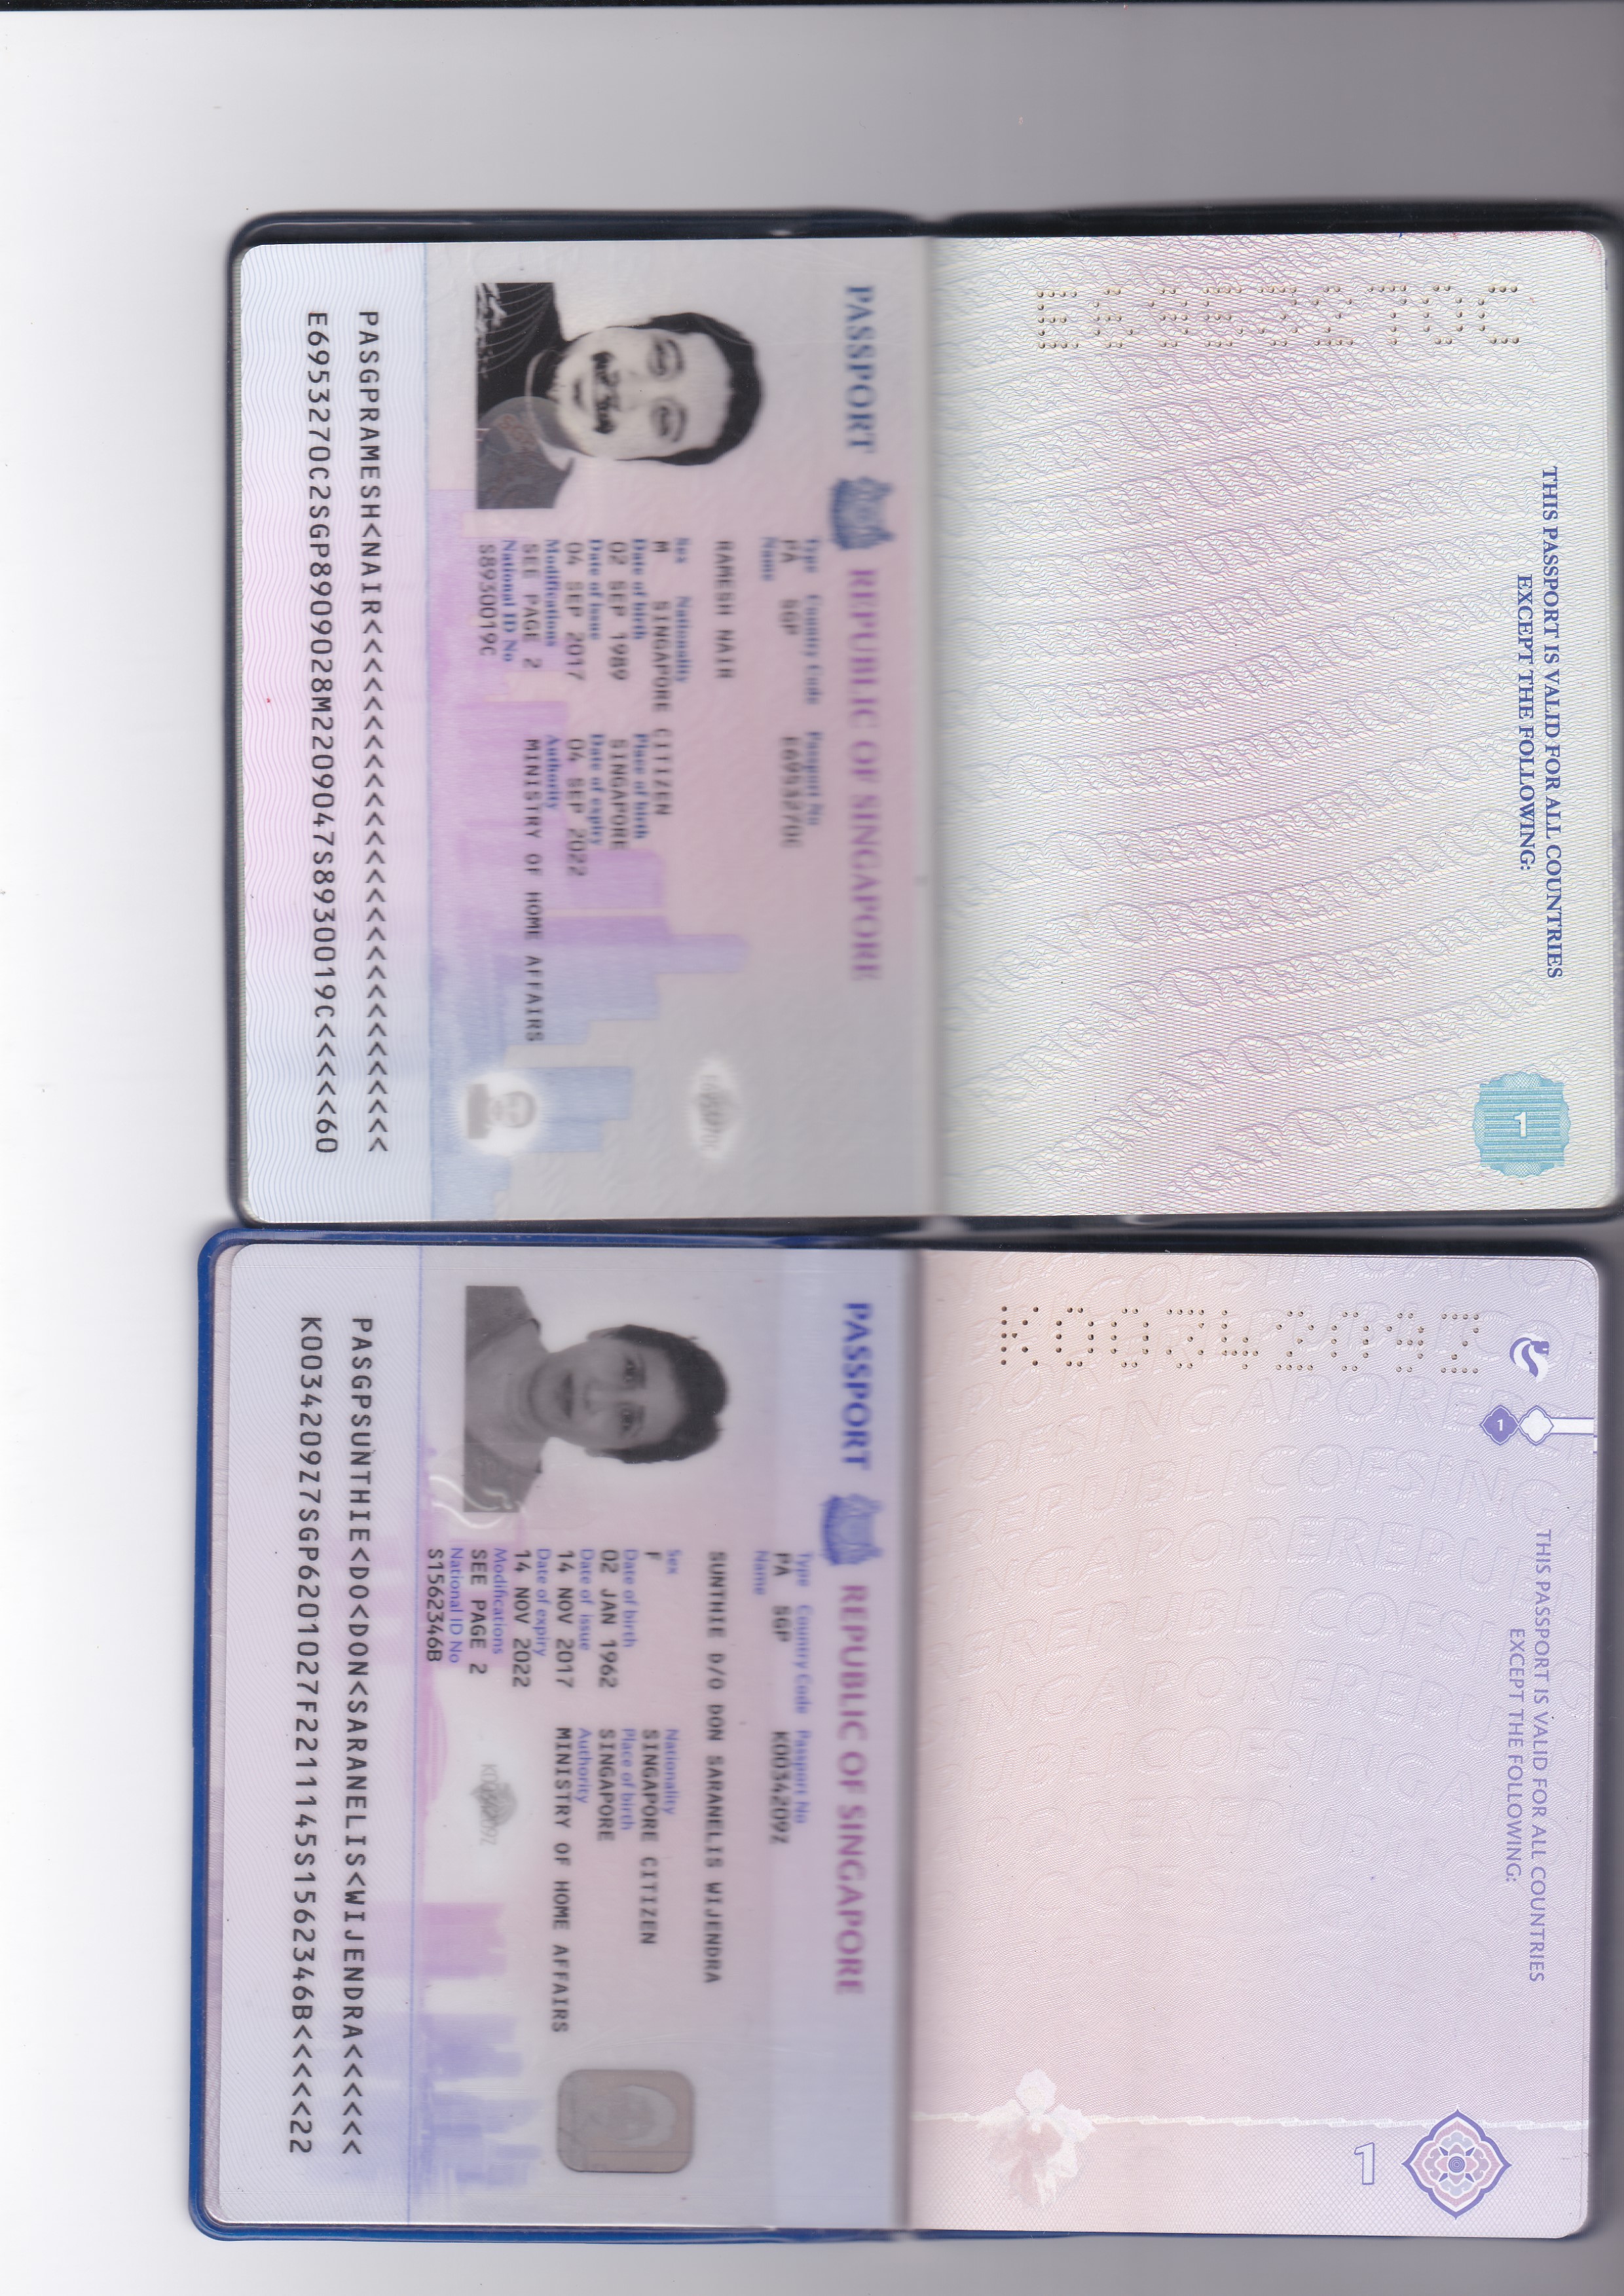 E6953270C
THIS PASSPORT IS VALID FOR ALL COUNTRIES
EXCEPT THE FOLLOWING:
1
PASSPORT REPUBLIC OF SINGAPORE
Type Country Code Passport No
PA SGP E6953270C
Name
RAMESH NAIR
Sex Nationality
M SINGAPORE CITIZEN
Date of birth Place of birth
02 SEP 1989 SINGAPORE
Date of issue Date of expiry
04 SEP 2017 04 SEP 2022
Modifications Authority
SEE PAGE 2 MINISTRY OF HOME AFFAIRS
National ID No
S8930019C
PASGPRAMESH<NAIR<<<<<<<<<<<<<<<<<<<<<<<<<<<<
E6953270C2SGP8909028M2209047S8930019C<<<<<60
K0034209Z
1
THIS PASSPORT IS VALID FOR ALL COUNTRIES
EXCEPT THE FOLLOWING:
1
PASSPORT REPUBLIC OF SINGAPORE
Type Country Code Passport No
PA SGP K0034209Z
Name
SUNTHIE D/O DON SARANELIS WIJENDRA
Sex Nationality
F SINGAPORE CITIZEN
Date of birth Place of birth
02 JAN 1962 SINGAPORE
Date of issue Authority
14 NOV 2017 MINISTRY OF HOME AFFAIRS
Date of expiry
14 NOV 2022
Modifications
SEE PAGE 2
National ID No
S1562346B
PASGPSUNTHIE<DO<DON<SARANELIS<WIJENDRA<<<<<<
K0034209Z7SGP6201027F2211145S1562346B<<<<<22